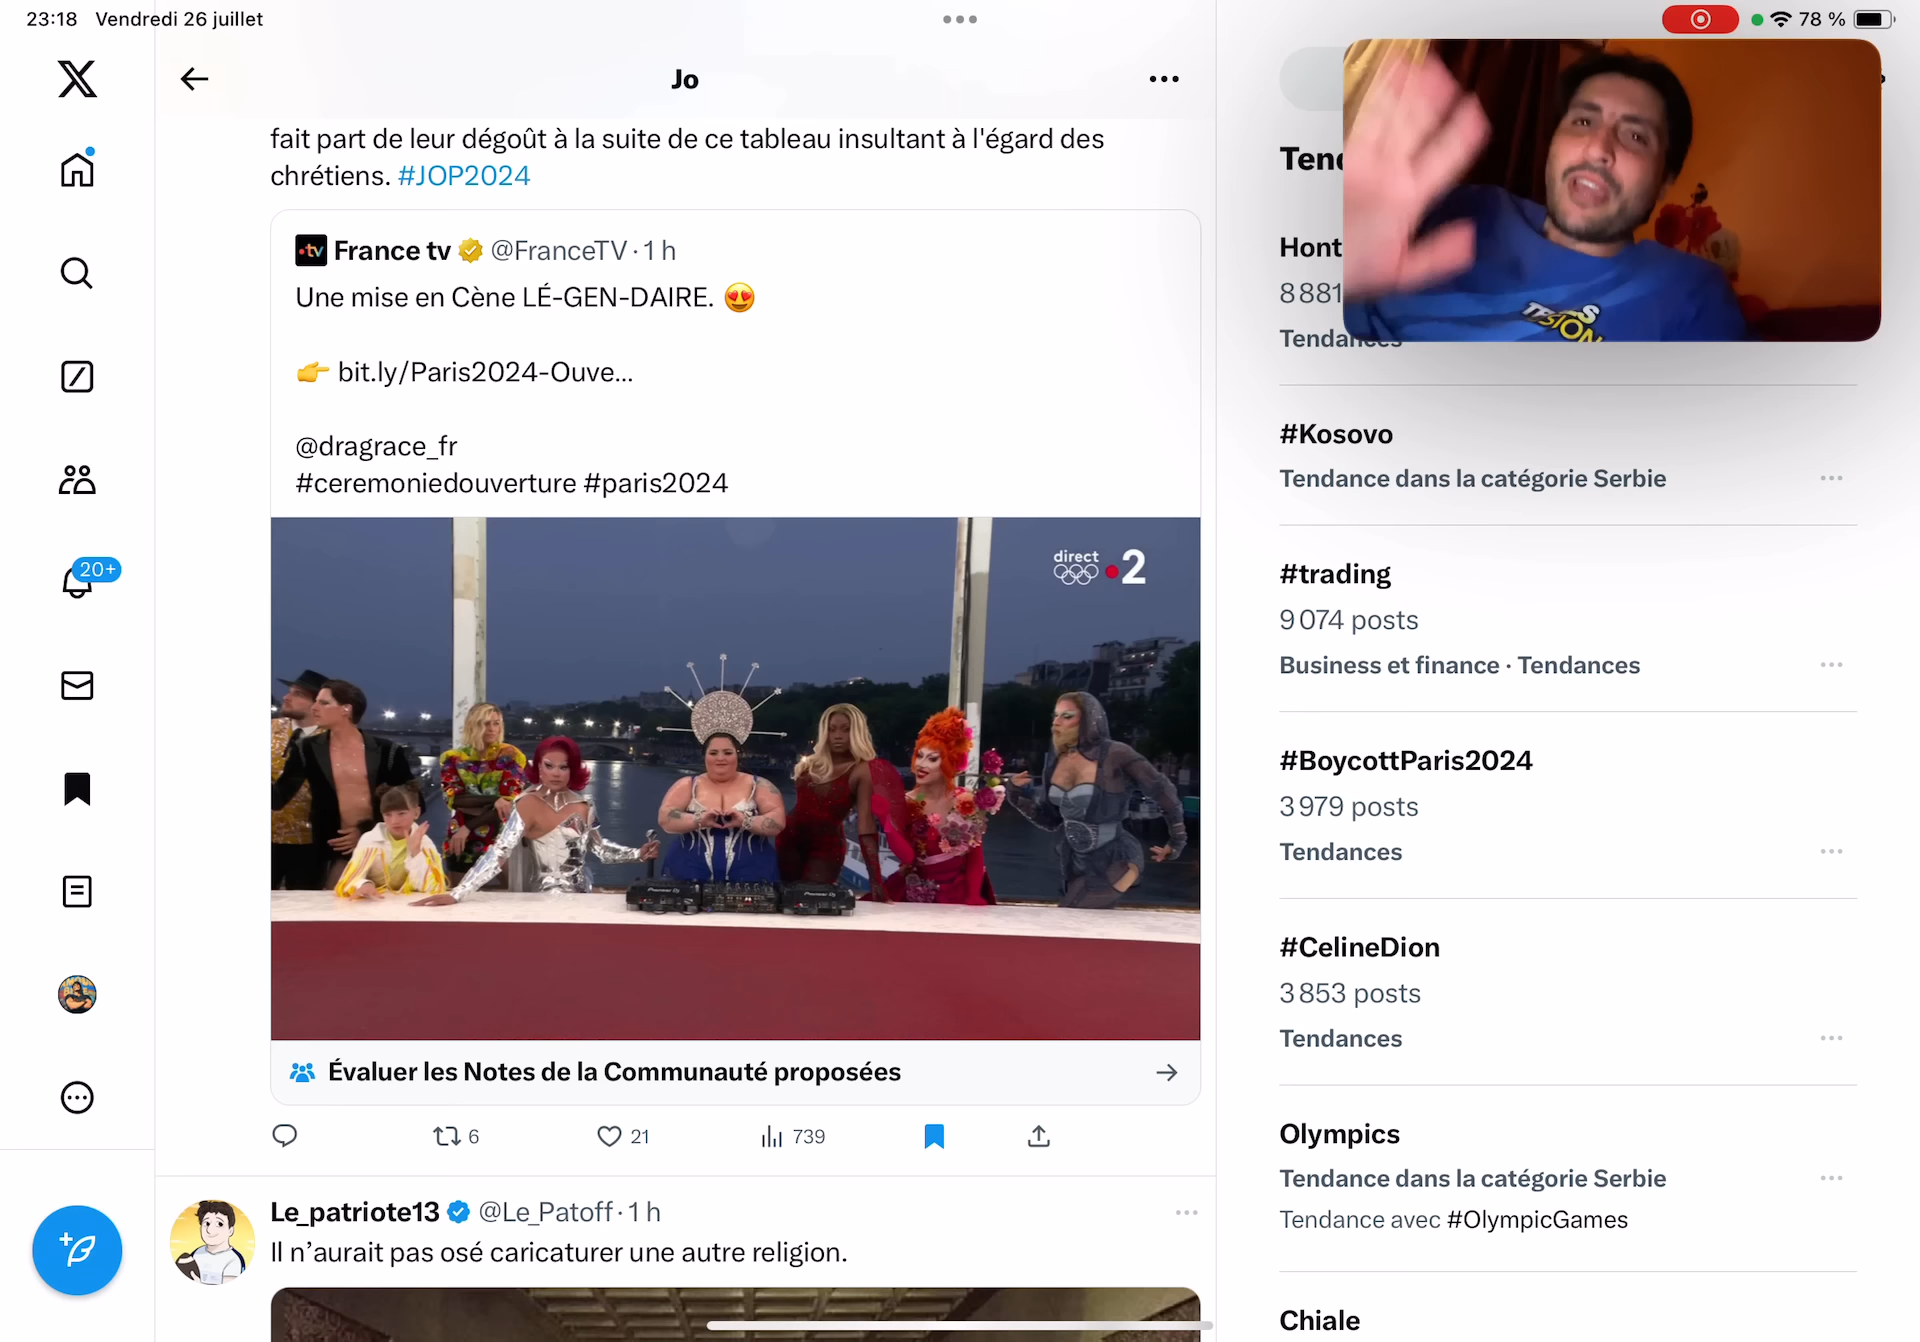 23:18 Vendredi 26 juillet
78 %
Jo
fait part de leur dégoût à la suite de ce tableau insultant à l'égard des
chrétiens. #JOP2024
France tv @FranceTV · 1 h
Une mise en Cène LÉ-GEN-DAIRE. 😍
👉 bit.ly/Paris2024-Ouve...
@dragrace_fr
#ceremoniedouverture #paris2024
direct
2
Évaluer les Notes de la Communauté proposées
6
21
739
Le_patriote13 @Le_Patoff · 1 h
Il n’aurait pas osé caricaturer une autre religion.
20+
Tend
Hont
8 881
Tendances
#Kosovo
Tendance dans la catégorie Serbie
#trading
9 074 posts
Business et finance · Tendances
#BoycottParis2024
3 979 posts
Tendances
#CelineDion
3 853 posts
Tendances
Olympics
Tendance dans la catégorie Serbie
Tendance avec #OlympicGames
Chiale